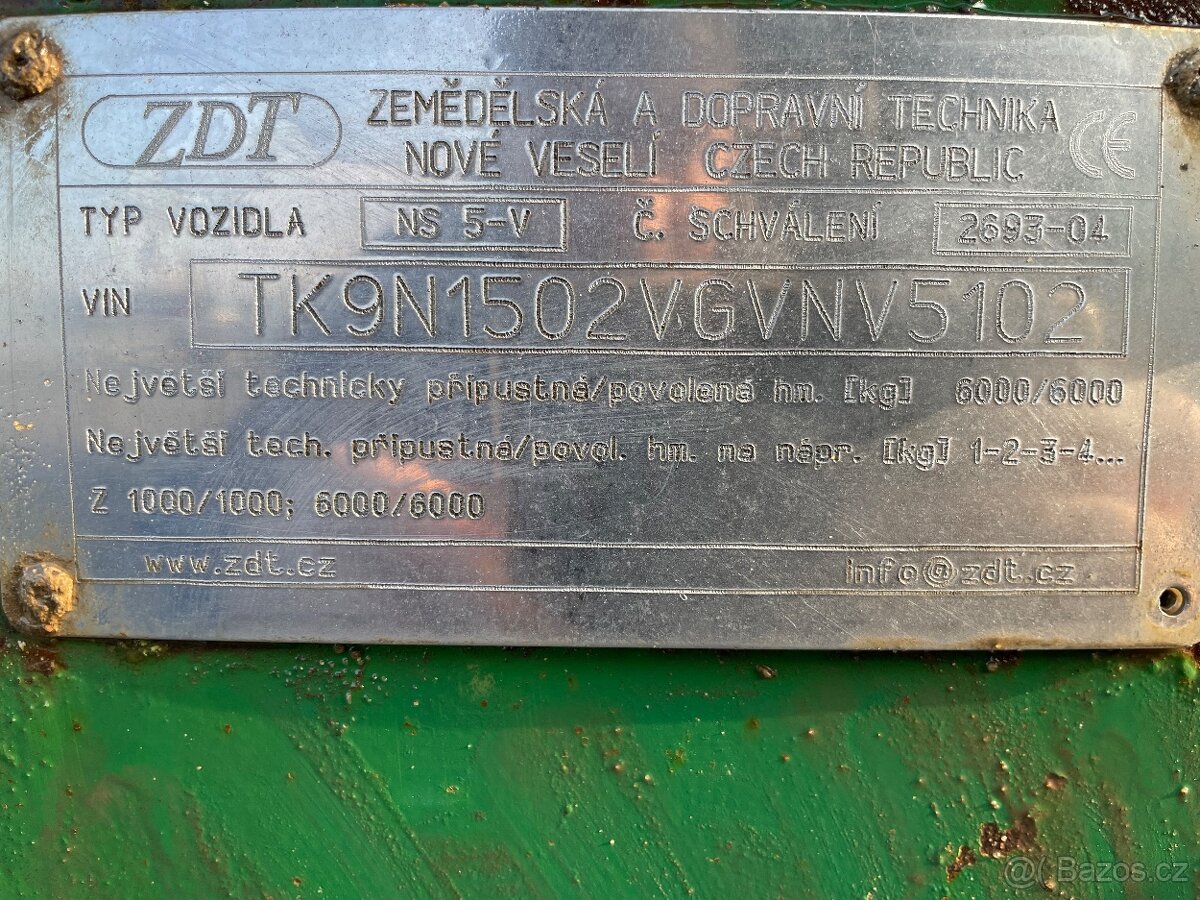 ZDT ZEMĚDĚLSKÁ A DOPRAVNÍ TECHNIKA CE
NOVÉ VESELÍ CZECH REPUBLIC
TYP VOZIDLA NS 5-V Č. SCHVÁLENÍ 2693-04
VIN TK9N1502VGVNV5102
Největší technicky přípustná/povolená hm. [kg] 6000/6000
Největší tech. přípustná/povol. hm. na nápr. [kg] 1-2-3-4...
Z 1000/1000; 6000/6000
www.zdt.cz info@zdt.cz
@( Bazos.cz